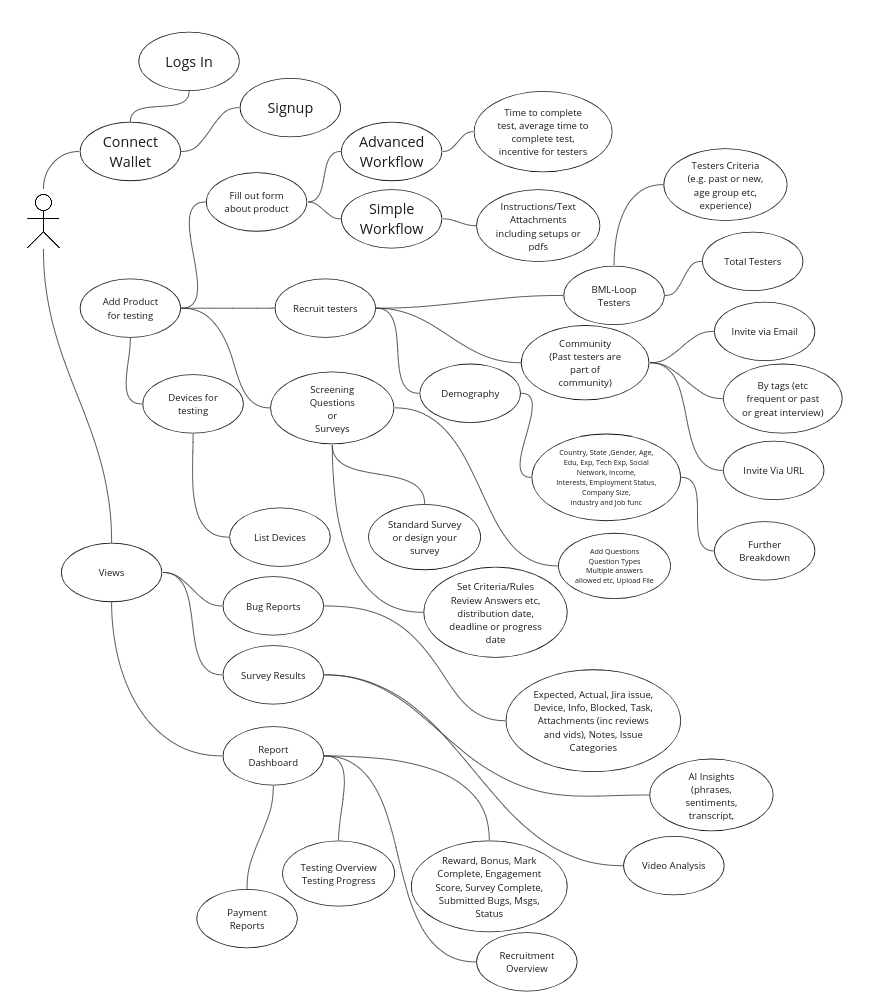 Logs In
Signup
Connect
Wallet
Advanced
Workflow
Time to complete
test, average time to
complete test,
incentive for testers
Testers Criteria
(e.g. past or new,
age group etc,
experience)
Fill out form
about product
Simple
Workflow
Instructions/Text
Attachments
including setups or
pdfs
Total Testers
Add Product
for testing
Recruit testers
BML-Loop
Testers
Invite via Email
Community
(Past testers are
part of
community)
By tags (etc
frequent or past
or great interview)
Devices for
testing
Screening
Questions
or
Surveys
Demography
Invite Via URL
Country, State ,Gender, Age,
Edu, Exp, Tech Exp, Social
Network, Income,
Interests, Employment Status,
Company Size,
Industry and Job func
List Devices
Standard Survey
or design your
survey
Further
Breakdown
Add Questions
Question Types
Multiple answers
allowed etc, Upload File
Views
Bug Reports
Set Criteria/Rules
Review Answers etc,
distribution date,
deadline or progress
date
Survey Results
Expected, Actual, Jira issue,
Device, Info, Blocked, Task,
Attachments (inc reviews
and vids), Notes, Issue
Categories
Report
Dashboard
AI Insights
(phrases,
sentiments,
transcript,
Testing Overview
Testing Progress
Reward, Bonus, Mark
Complete, Engagement
Score, Survey Complete,
Submitted Bugs, Msgs,
Status
Video Analysis
Payment
Reports
Recruitment
Overview